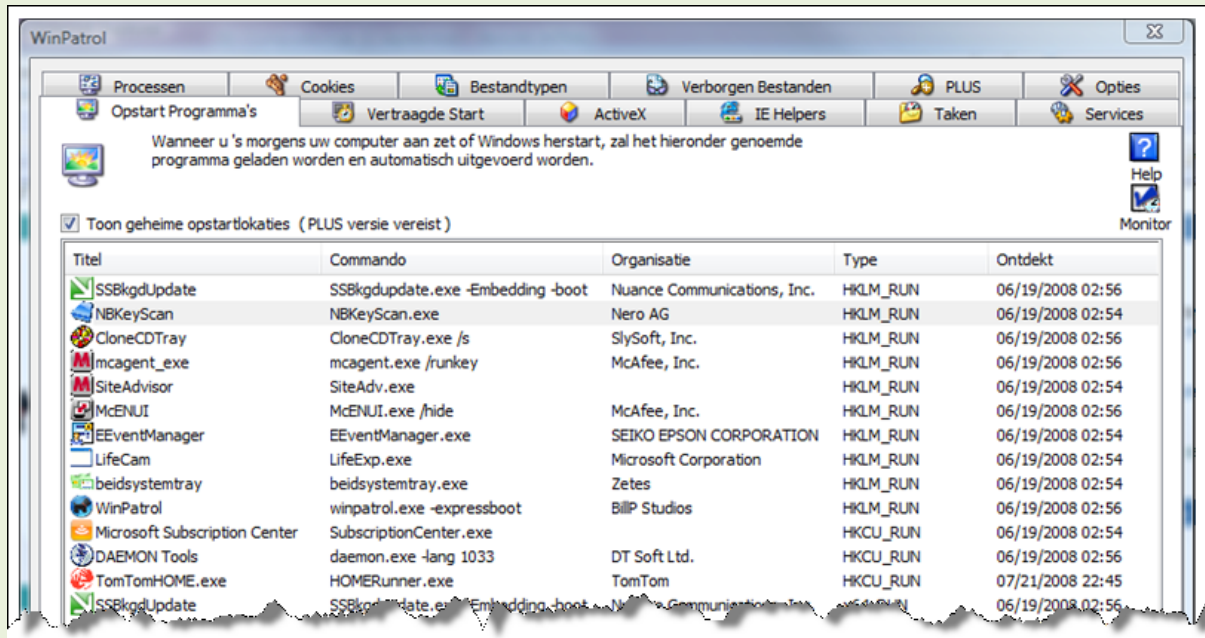 WinPatrol
Processen Cookies Bestandtypen Verborgen Bestanden PLUS Opties
Opstart Programma's Vertraagde Start ActiveX IE Helpers Taken Services
Wanneer u 's morgens uw computer aan zet of Windows herstart, zal het hieronder genoemde
programma geladen worden en automatisch uitgevoerd worden.
Help
Monitor
Toon geheime opstartlokaties ( PLUS versie vereist )
Titel Commando Organisatie Type Ontdekt
SSBkgdUpdate SSBkgdupdate.exe -Embedding -boot Nuance Communications, Inc. HKLM_RUN 06/19/2008 02:56
NBKeyScan NBKeyScan.exe Nero AG HKLM_RUN 06/19/2008 02:54
CloneCDTray CloneCDTray.exe /s SlySoft, Inc. HKLM_RUN 06/19/2008 02:56
mcagent_exe mcagent.exe /runkey McAfee, Inc. HKLM_RUN 06/19/2008 02:56
SiteAdvisor SiteAdv.exe HKLM_RUN 06/19/2008 02:54
McENUI McENUI.exe /hide McAfee, Inc. HKLM_RUN 06/19/2008 02:56
EEventManager EEventManager.exe SEIKO EPSON CORPORATION HKLM_RUN 06/19/2008 02:54
LifeCam LifeExp.exe Microsoft Corporation HKLM_RUN 06/19/2008 02:54
beidsystemtray beidsystemtray.exe Zetes HKLM_RUN 06/19/2008 02:54
WinPatrol winpatrol.exe -expressboot BillP Studios HKLM_RUN 06/19/2008 02:56
Microsoft Subscription Center SubscriptionCenter.exe HKCU_RUN 06/19/2008 02:54
DAEMON Tools daemon.exe -lang 1033 DT Soft Ltd. HKCU_RUN 06/19/2008 02:56
TomTomHOME.exe HOMERunner.exe TomTom HKCU_RUN 07/21/2008 22:45
SSBkgdUpdate 06/19/2008 02:56